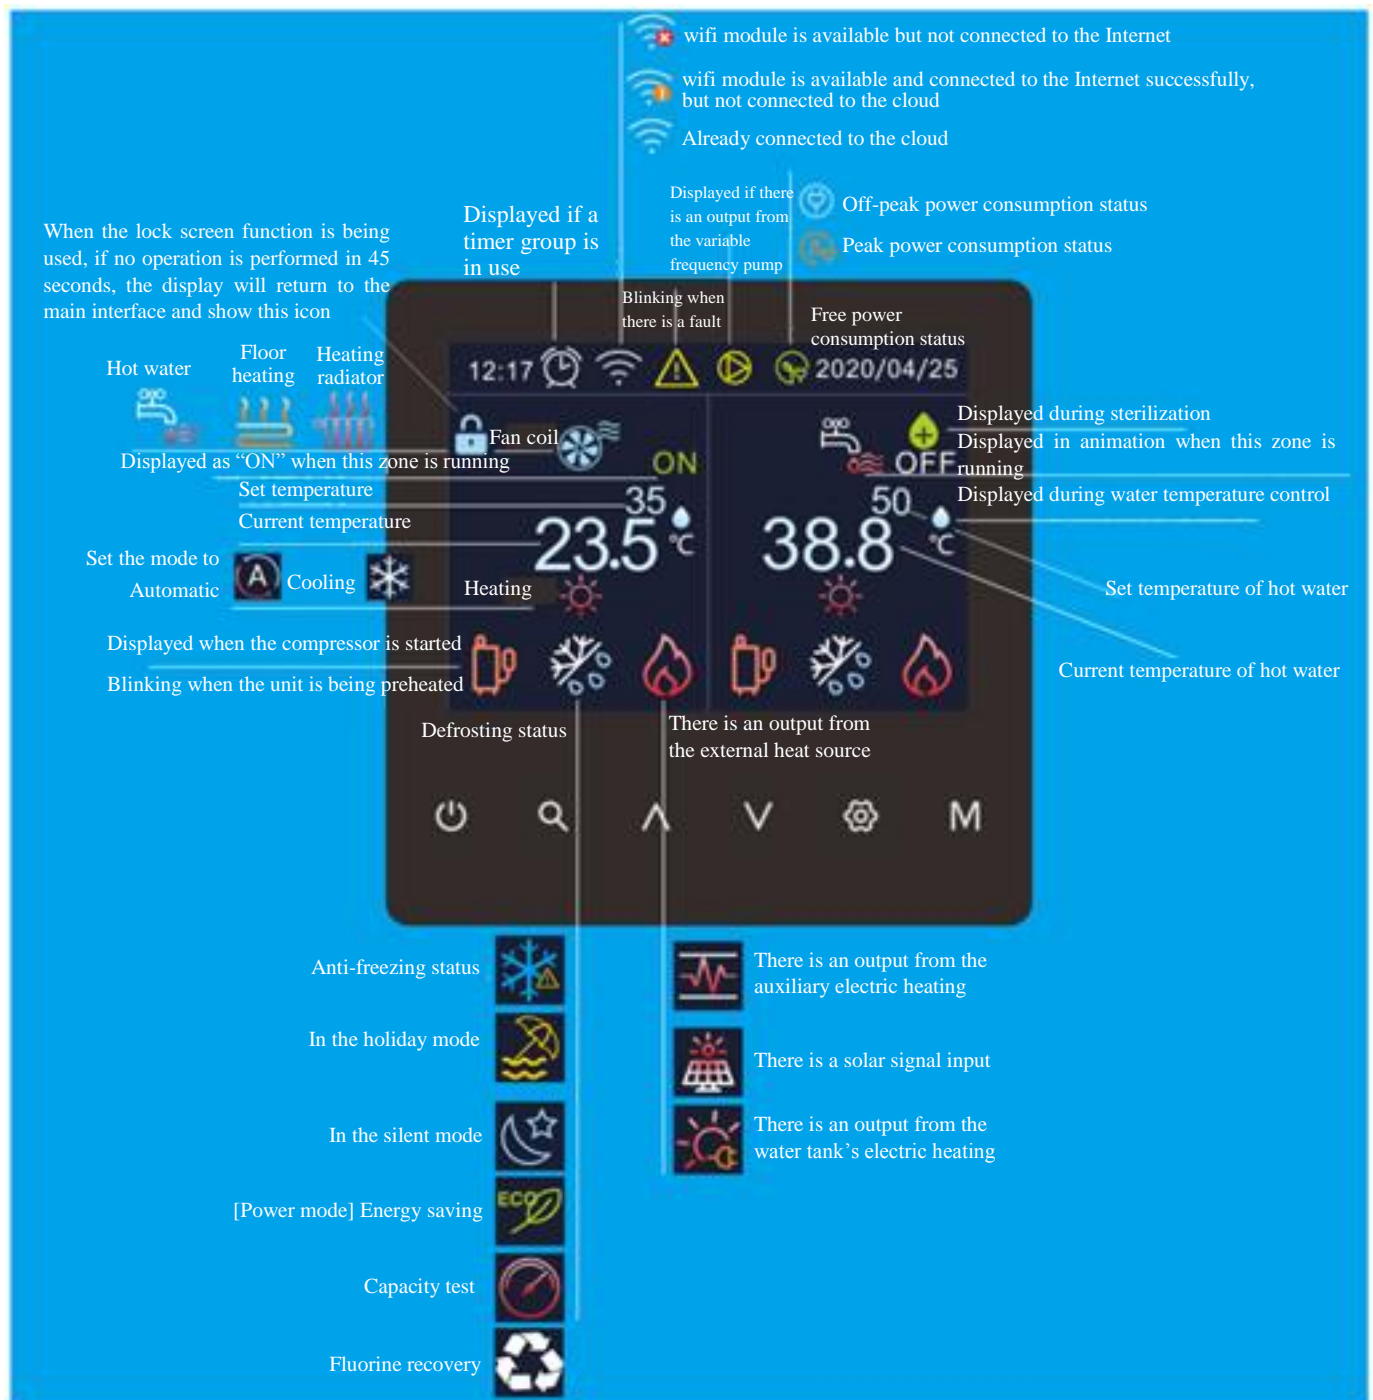 wifi module is available but not connected to the Internet
wifi module is available and connected to the Internet successfully,
but not connected to the cloud
Already connected to the cloud
Displayed if there
is an output from
the variable
frequency pump
Off-peak power consumption status
Peak power consumption status
Displayed if a
timer group is
in use
When the lock screen function is being
used, if no operation is performed in 45
seconds, the display will return to the
main interface and show this icon
Blinking when
there is a fault
Free power
consumption status
Hot water
Floor
heating
Heating
radiator
12:17
2020/04/25
Fan coil
Displayed as “ON” when this zone is running
ON
OFF
Displayed during sterilization
Displayed in animation when this zone is
running
Displayed during water temperature control
Set temperature
35
50
Current temperature
23.5 °C
38.8 °C
Set the mode to
Automatic
A
Cooling
Heating
Set temperature of hot water
Displayed when the compressor is started
Blinking when the unit is being preheated
Current temperature of hot water
Defrosting status
There is an output from
the external heat source
M
Anti-freezing status
There is an output from the
auxiliary electric heating
In the holiday mode
There is a solar signal input
In the silent mode
There is an output from the
water tank’s electric heating
[Power mode] Energy saving
ECO
Capacity test
Fluorine recovery